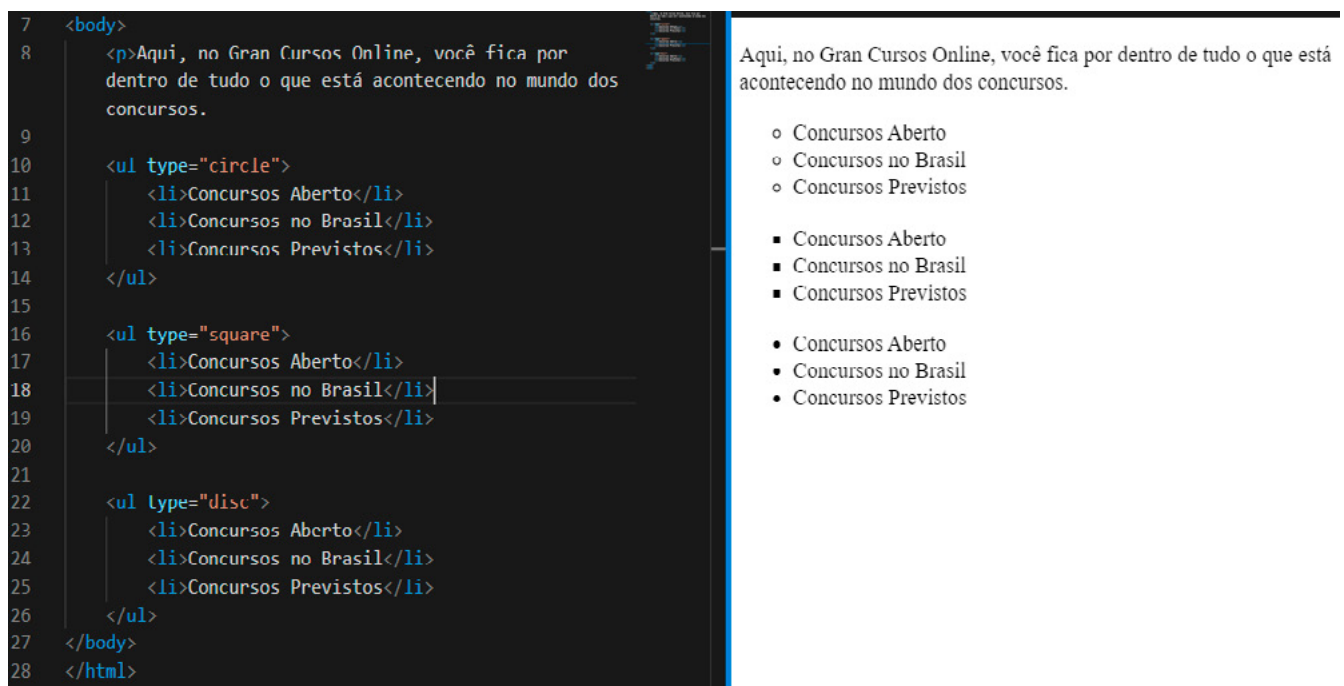 7 <body>
8 <p>Aqui, no Gran Cursos Online, você fica por
dentro de tudo o que está acontecendo no mundo dos
concursos.
9
10 <ul type="circle">
11 <li>Concursos Aberto</li>
12 <li>Concursos no Brasil</li>
13 <li>Concursos Previstos</li>
14 </ul>
15
16 <ul type="square">
17 <li>Concursos Aberto</li>
18 <li>Concursos no Brasil</li>
19 <li>Concursos Previstos</li>
20 </ul>
21
22 <ul type="disc">
23 <li>Concursos Aberto</li>
24 <li>Concursos no Brasil</li>
25 <li>Concursos Previstos</li>
26 </ul>
27 </body>
28 </html>
Aqui, no Gran Cursos Online, você fica por dentro de tudo o que está
acontecendo no mundo dos concursos.
Concursos Aberto
Concursos no Brasil
Concursos Previstos
Concursos Aberto
Concursos no Brasil
Concursos Previstos
Concursos Aberto
Concursos no Brasil
Concursos Previstos